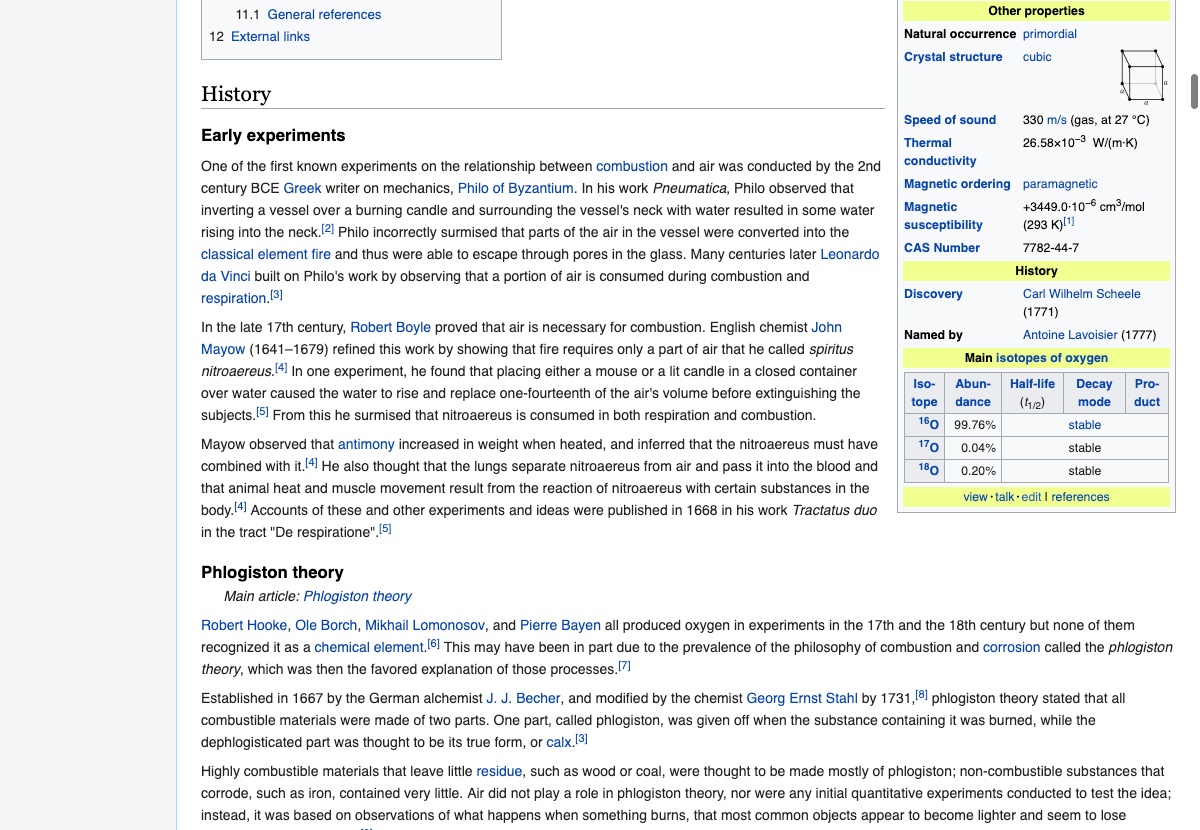 11.1 General references
12 External links
History
Early experiments
One of the first known experiments on the relationship between combustion and air was conducted by the 2nd
century BCE Greek writer on mechanics, Philo of Byzantium. In his work Pneumatica, Philo observed that
inverting a vessel over a burning candle and surrounding the vessel's neck with water resulted in some water
rising into the neck.[2] Philo incorrectly surmised that parts of the air in the vessel were converted into the
classical element fire and thus were able to escape through pores in the glass. Many centuries later Leonardo
da Vinci built on Philo's work by observing that a portion of air is consumed during combustion and
respiration.[3]
In the late 17th century, Robert Boyle proved that air is necessary for combustion. English chemist John
Mayow (1641–1679) refined this work by showing that fire requires only a part of air that he called spiritus
nitroaereus.[4] In one experiment, he found that placing either a mouse or a lit candle in a closed container
over water caused the water to rise and replace one-fourteenth of the air's volume before extinguishing the
subjects.[5] From this he surmised that nitroaereus is consumed in both respiration and combustion.
Mayow observed that antimony increased in weight when heated, and inferred that the nitroaereus must have
combined with it.[4] He also thought that the lungs separate nitroaereus from air and pass it into the blood and
that animal heat and muscle movement result from the reaction of nitroaereus with certain substances in the
body.[4] Accounts of these and other experiments and ideas were published in 1668 in his work Tractatus duo
in the tract "De respiratione".[5]
Phlogiston theory
Main article: Phlogiston theory
Robert Hooke, Ole Borch, Mikhail Lomonosov, and Pierre Bayen all produced oxygen in experiments in the 17th and the 18th century but none of them
recognized it as a chemical element.[6] This may have been in part due to the prevalence of the philosophy of combustion and corrosion called the phlogiston
theory, which was then the favored explanation of those processes.[7]
Established in 1667 by the German alchemist J. J. Becher, and modified by the chemist Georg Ernst Stahl by 1731,[8] phlogiston theory stated that all
combustible materials were made of two parts. One part, called phlogiston, was given off when the substance containing it was burned, while the
dephlogisticated part was thought to be its true form, or calx.[3]
Highly combustible materials that leave little residue, such as wood or coal, were thought to be made mostly of phlogiston; non-combustible substances that
corrode, such as iron, contained very little. Air did not play a role in phlogiston theory, nor were any initial quantitative experiments conducted to test the idea;
instead, it was based on observations of what happens when something burns, that most common objects appear to become lighter and seem to lose
Other properties
Natural occurrence primordial
Crystal structure cubic
a
a
a
Speed of sound 330 m/s (gas, at 27 °C)
Thermal conductivity 26.58×10−3 W/(m·K)
Magnetic ordering paramagnetic
Magnetic susceptibility +3449.0·10−6 cm3/mol (293 K)[1]
CAS Number 7782-44-7
History
Discovery Carl Wilhelm Scheele (1771)
Named by Antoine Lavoisier (1777)
Main isotopes of oxygen
Iso-tope Abun-dance Half-life (t1/2) Decay mode Pro-duct
16O 99.76% stable
17O 0.04% stable
18O 0.20% stable
view · talk · edit | references